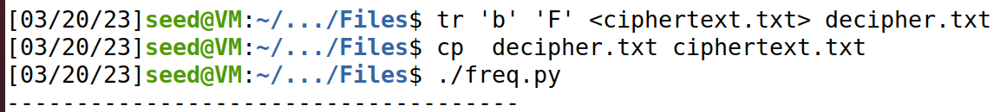 [03/20/23]seed@VM:~/.../Files$ tr 'b' 'F' <ciphertext.txt> decipher.txt
[03/20/23]seed@VM:~/.../Files$ cp  decipher.txt ciphertext.txt
[03/20/23]seed@VM:~/.../Files$ ./freq.py
-------------------------------------